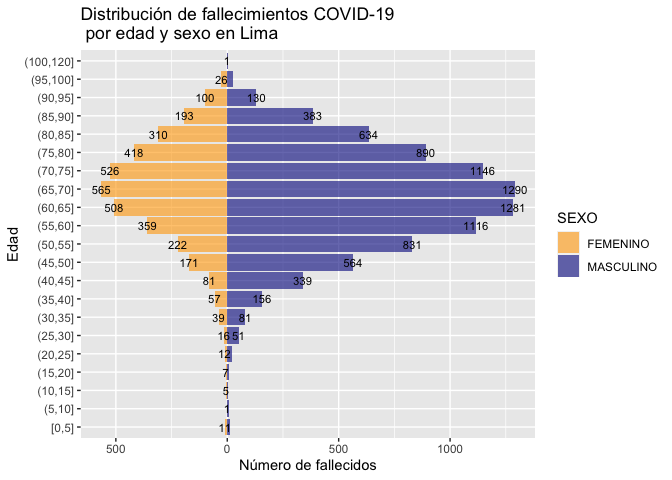 Distribución de fallecimientos COVID-19
por edad y sexo en Lima
Edad
(100,120] 1
(95,100] 26
(90,95] 100 130
(85,90] 193 383
(80,85] 310 634
(75,80] 418 890
(70,75] 526 1146
(65,70] 565 1290
(60,65] 508 1281
(55,60] 359 1116
(50,55] 222 831
(45,50] 171 564
(40,45] 81 339
(35,40] 57 156
(30,35] 39 81
(25,30] 16 51
(20,25] 12
(15,20] 7
(10,15] 5
(5,10] 1
[0,5] 11
500 0 500 1000
Número de fallecidos
SEXO
FEMENINO
MASCULINO